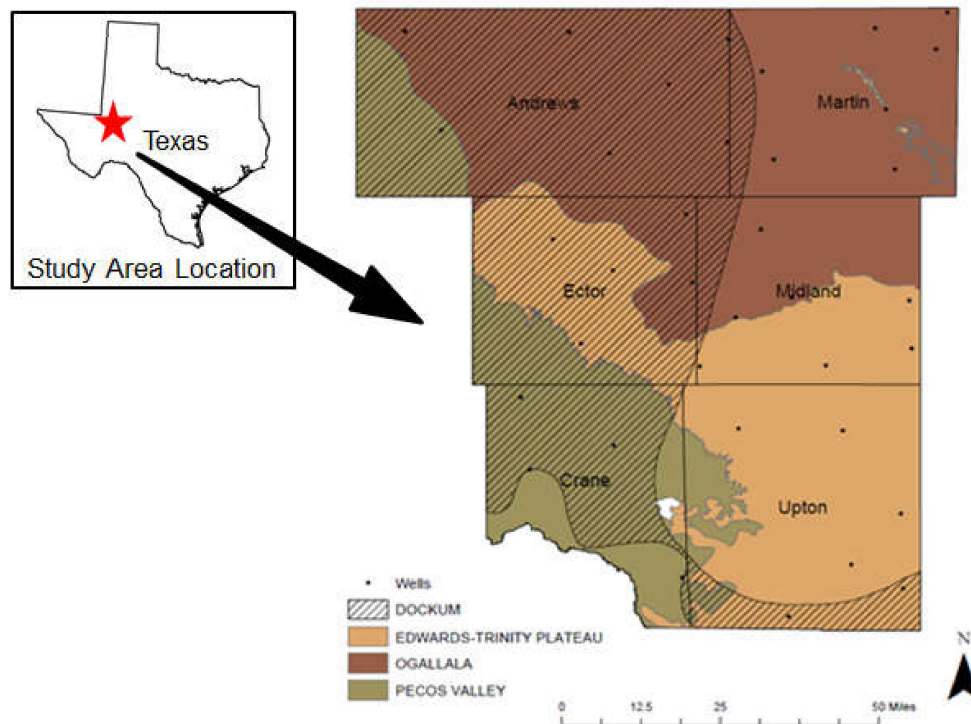 Texas
Study Area Location
Andrews
Martin
Ector
Midland
Crane
Upton
Wells
DOCKUM
EDWARDS-TRINITY PLATEAU
OGALLALA
PECOS VALLEY
N
0 12.5 25 50 Miles